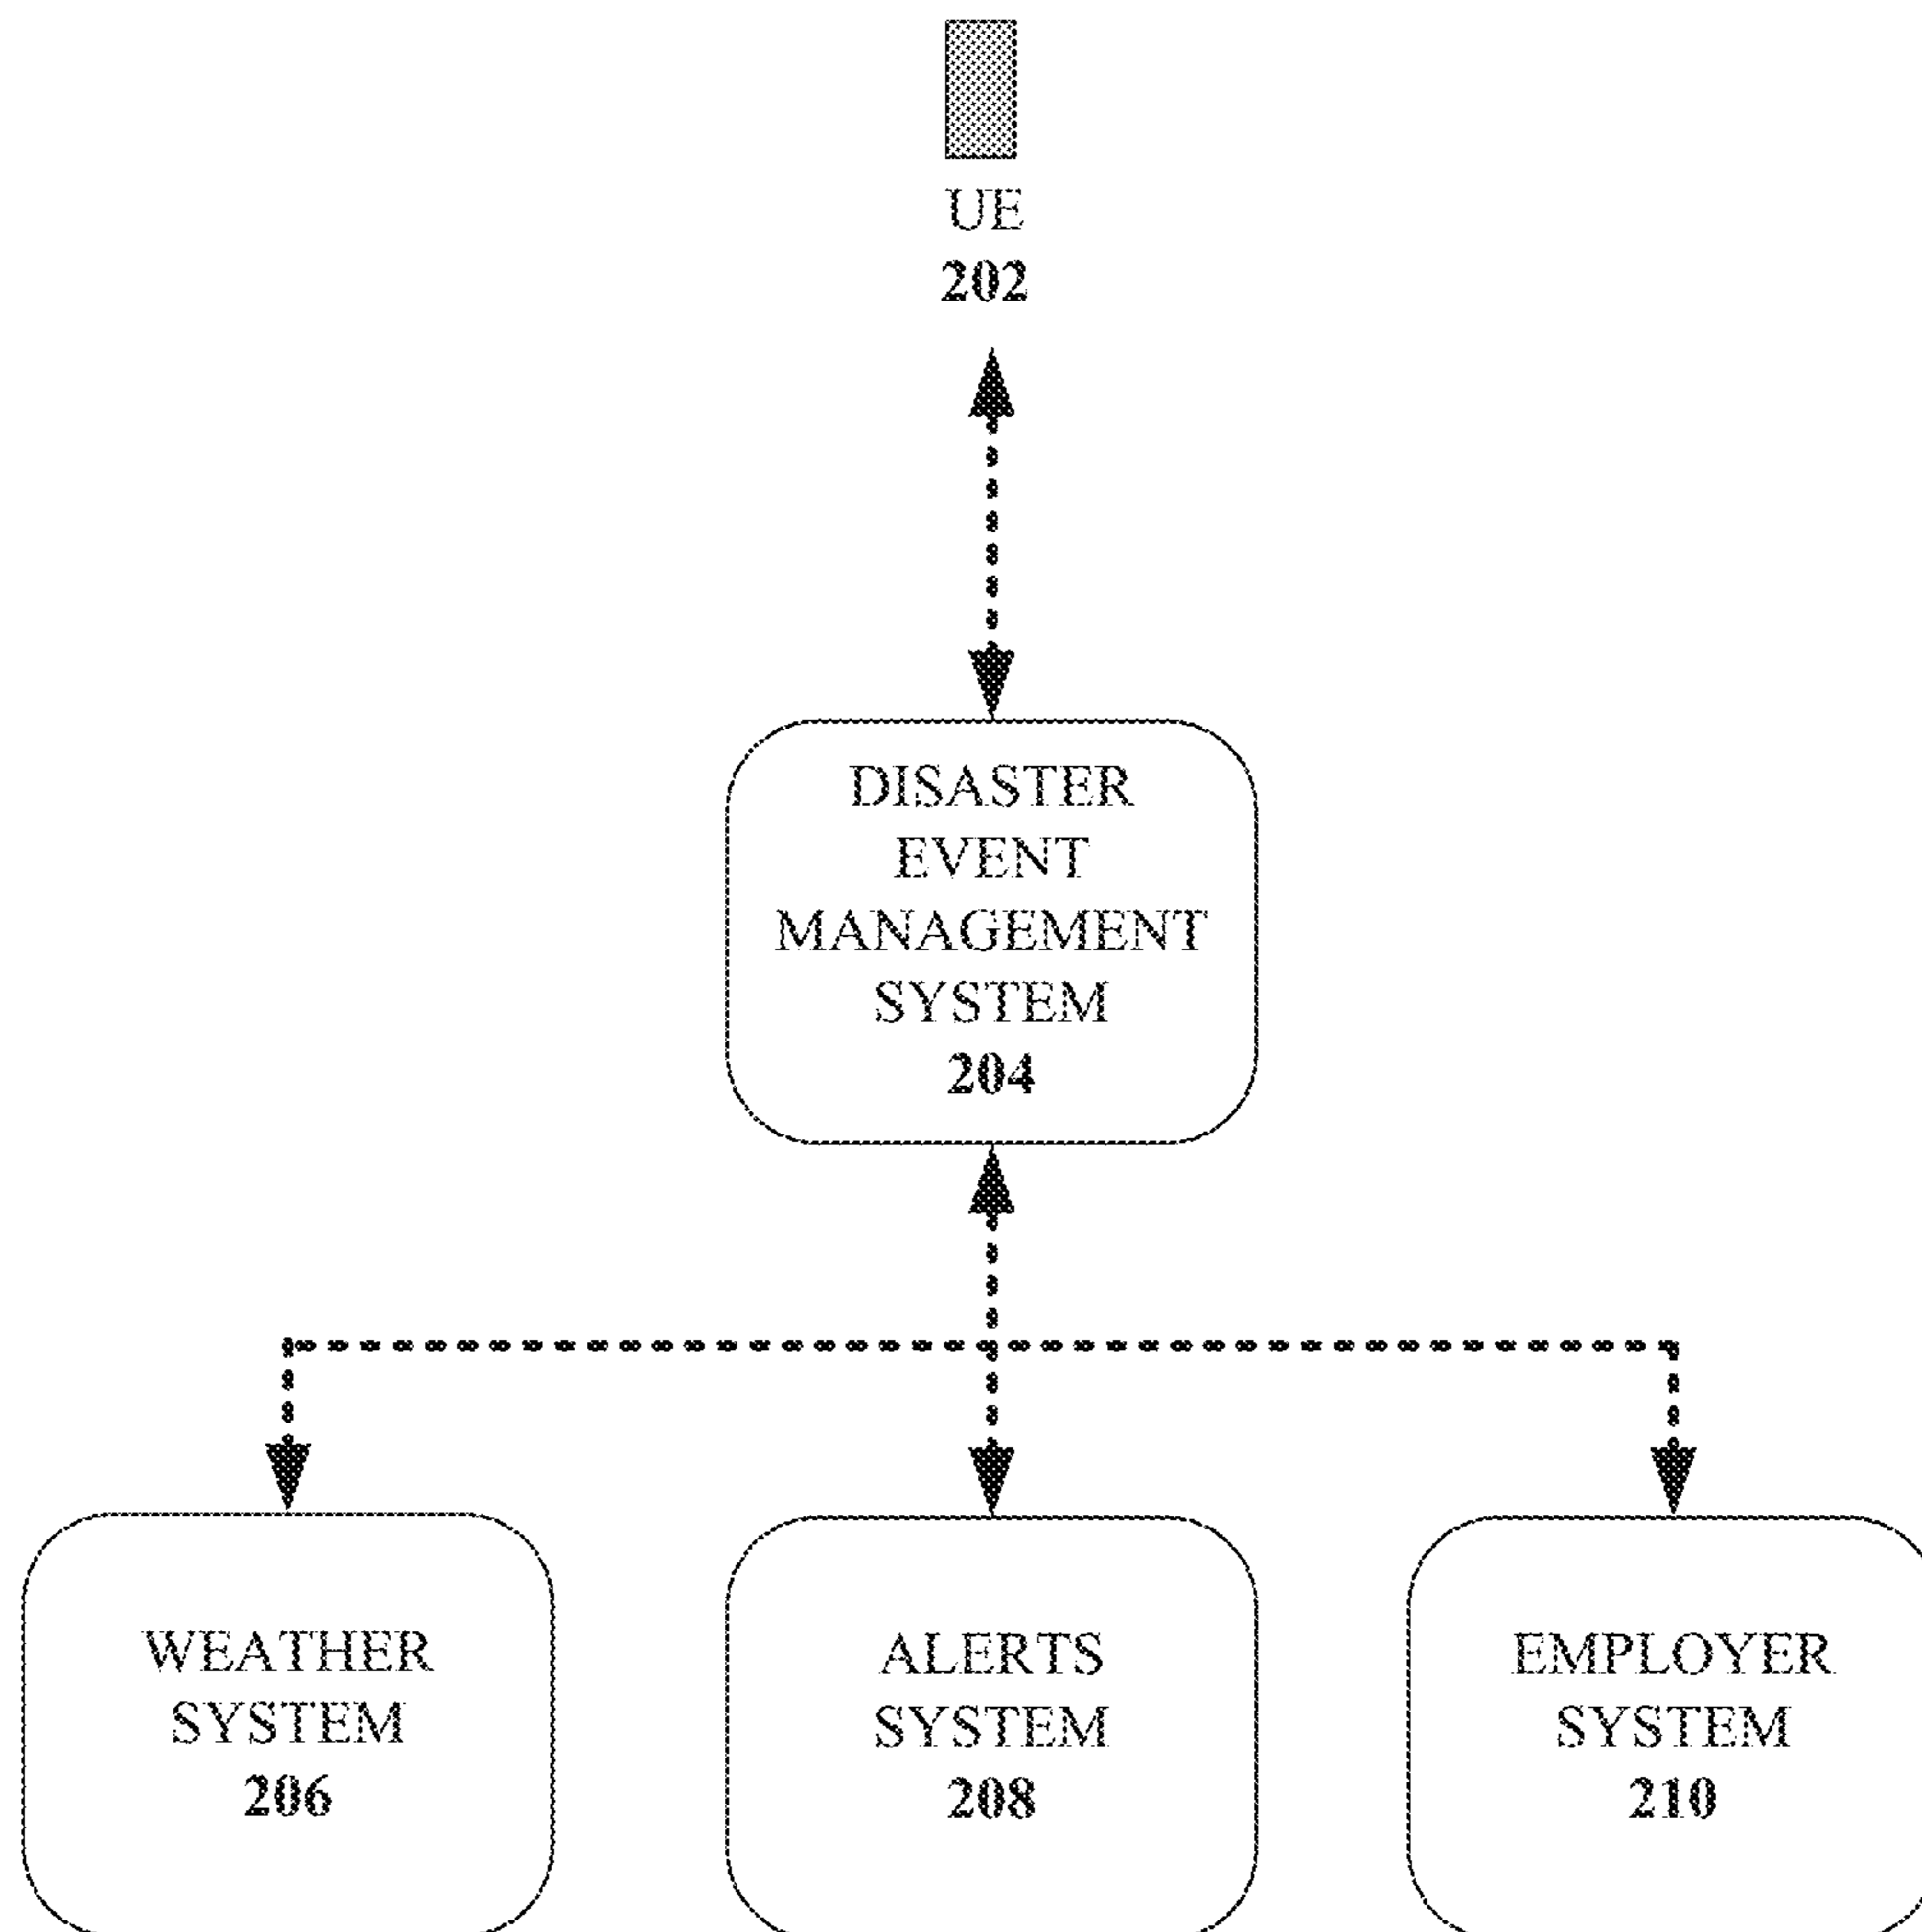 UE
202
DISASTER
EVENT
MANAGEMENT
SYSTEM
204
WEATHER
SYSTEM
206
ALERTS
SYSTEM
208
EMPLOYER
SYSTEM
210